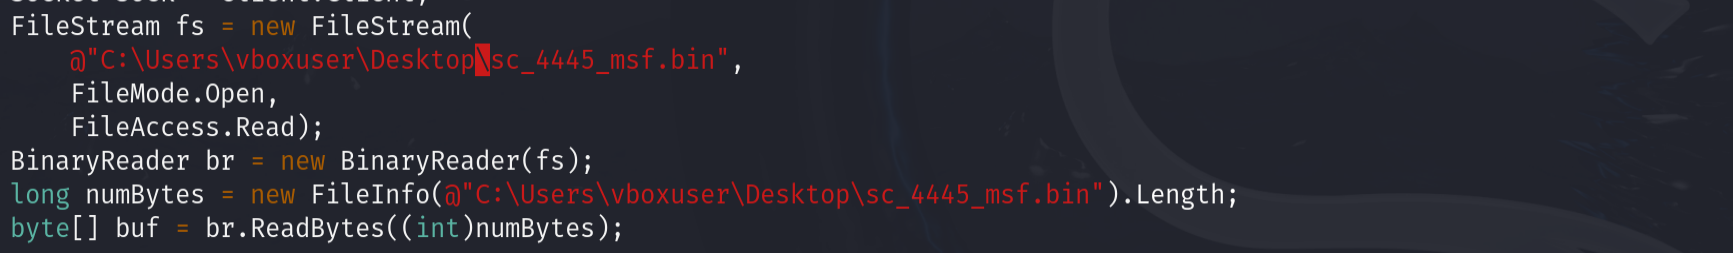 FileStream fs = new FileStream(
    @"C:\Users\vboxuser\Desktop\sc_4445_msf.bin",
    FileMode.Open,
    FileAccess.Read);
BinaryReader br = new BinaryReader(fs);
long numBytes = new FileInfo(@"C:\Users\vboxuser\Desktop\sc_4445_msf.bin").Length;
byte[] buf = br.ReadBytes((int)numBytes);